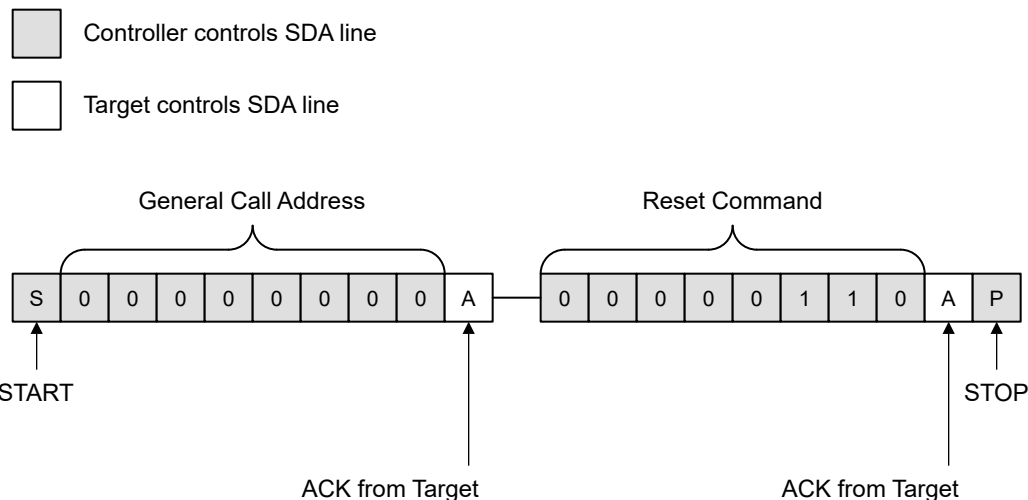 Controller controls SDA line
Target controls SDA line
General Call Address Reset Command
S 0 0 0 0 0 0 0 0 A 0 0 0 0 0 1 1 0 A P
START STOP
ACK from Target ACK from Target